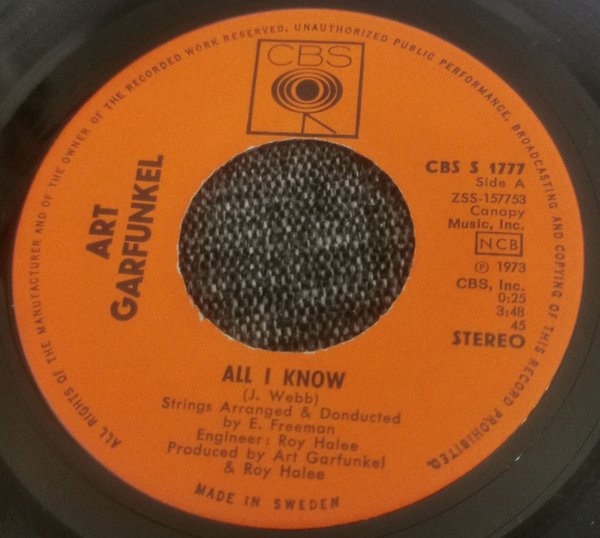 ALL RIGHTS OF THE MANUFACTURER AND OF THE OWNER OF THE RECORDED WORK RESERVED, UNAUTHORIZED PUBLIC PERFORMANCE, BROADCASTING AND COPYING OF THIS RECORD PROHIBITED.
CBS
ART
GARFUNKEL
CBS S 1777
Side A
ZSS-157753
Canopy
Music, Inc.
NCB
℗ 1973
CBS, Inc.
0:25
3:48
45
STEREO
ALL I KNOW
(J. Webb)
Strings Arranged & Donducted
by E. Freeman
Engineer: Roy Halee
Produced by Art Garfunkel
& Roy Halee
MADE IN SWEDEN